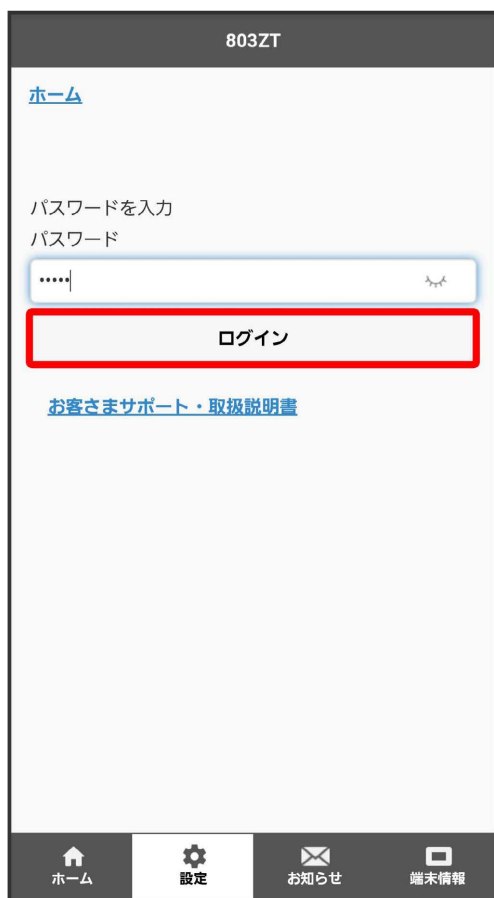 803ZT
ホーム
パスワードを入力
パスワード
•••••
ログイン
お客さまサポート・取扱説明書
ホーム
設定
お知らせ
端末情報